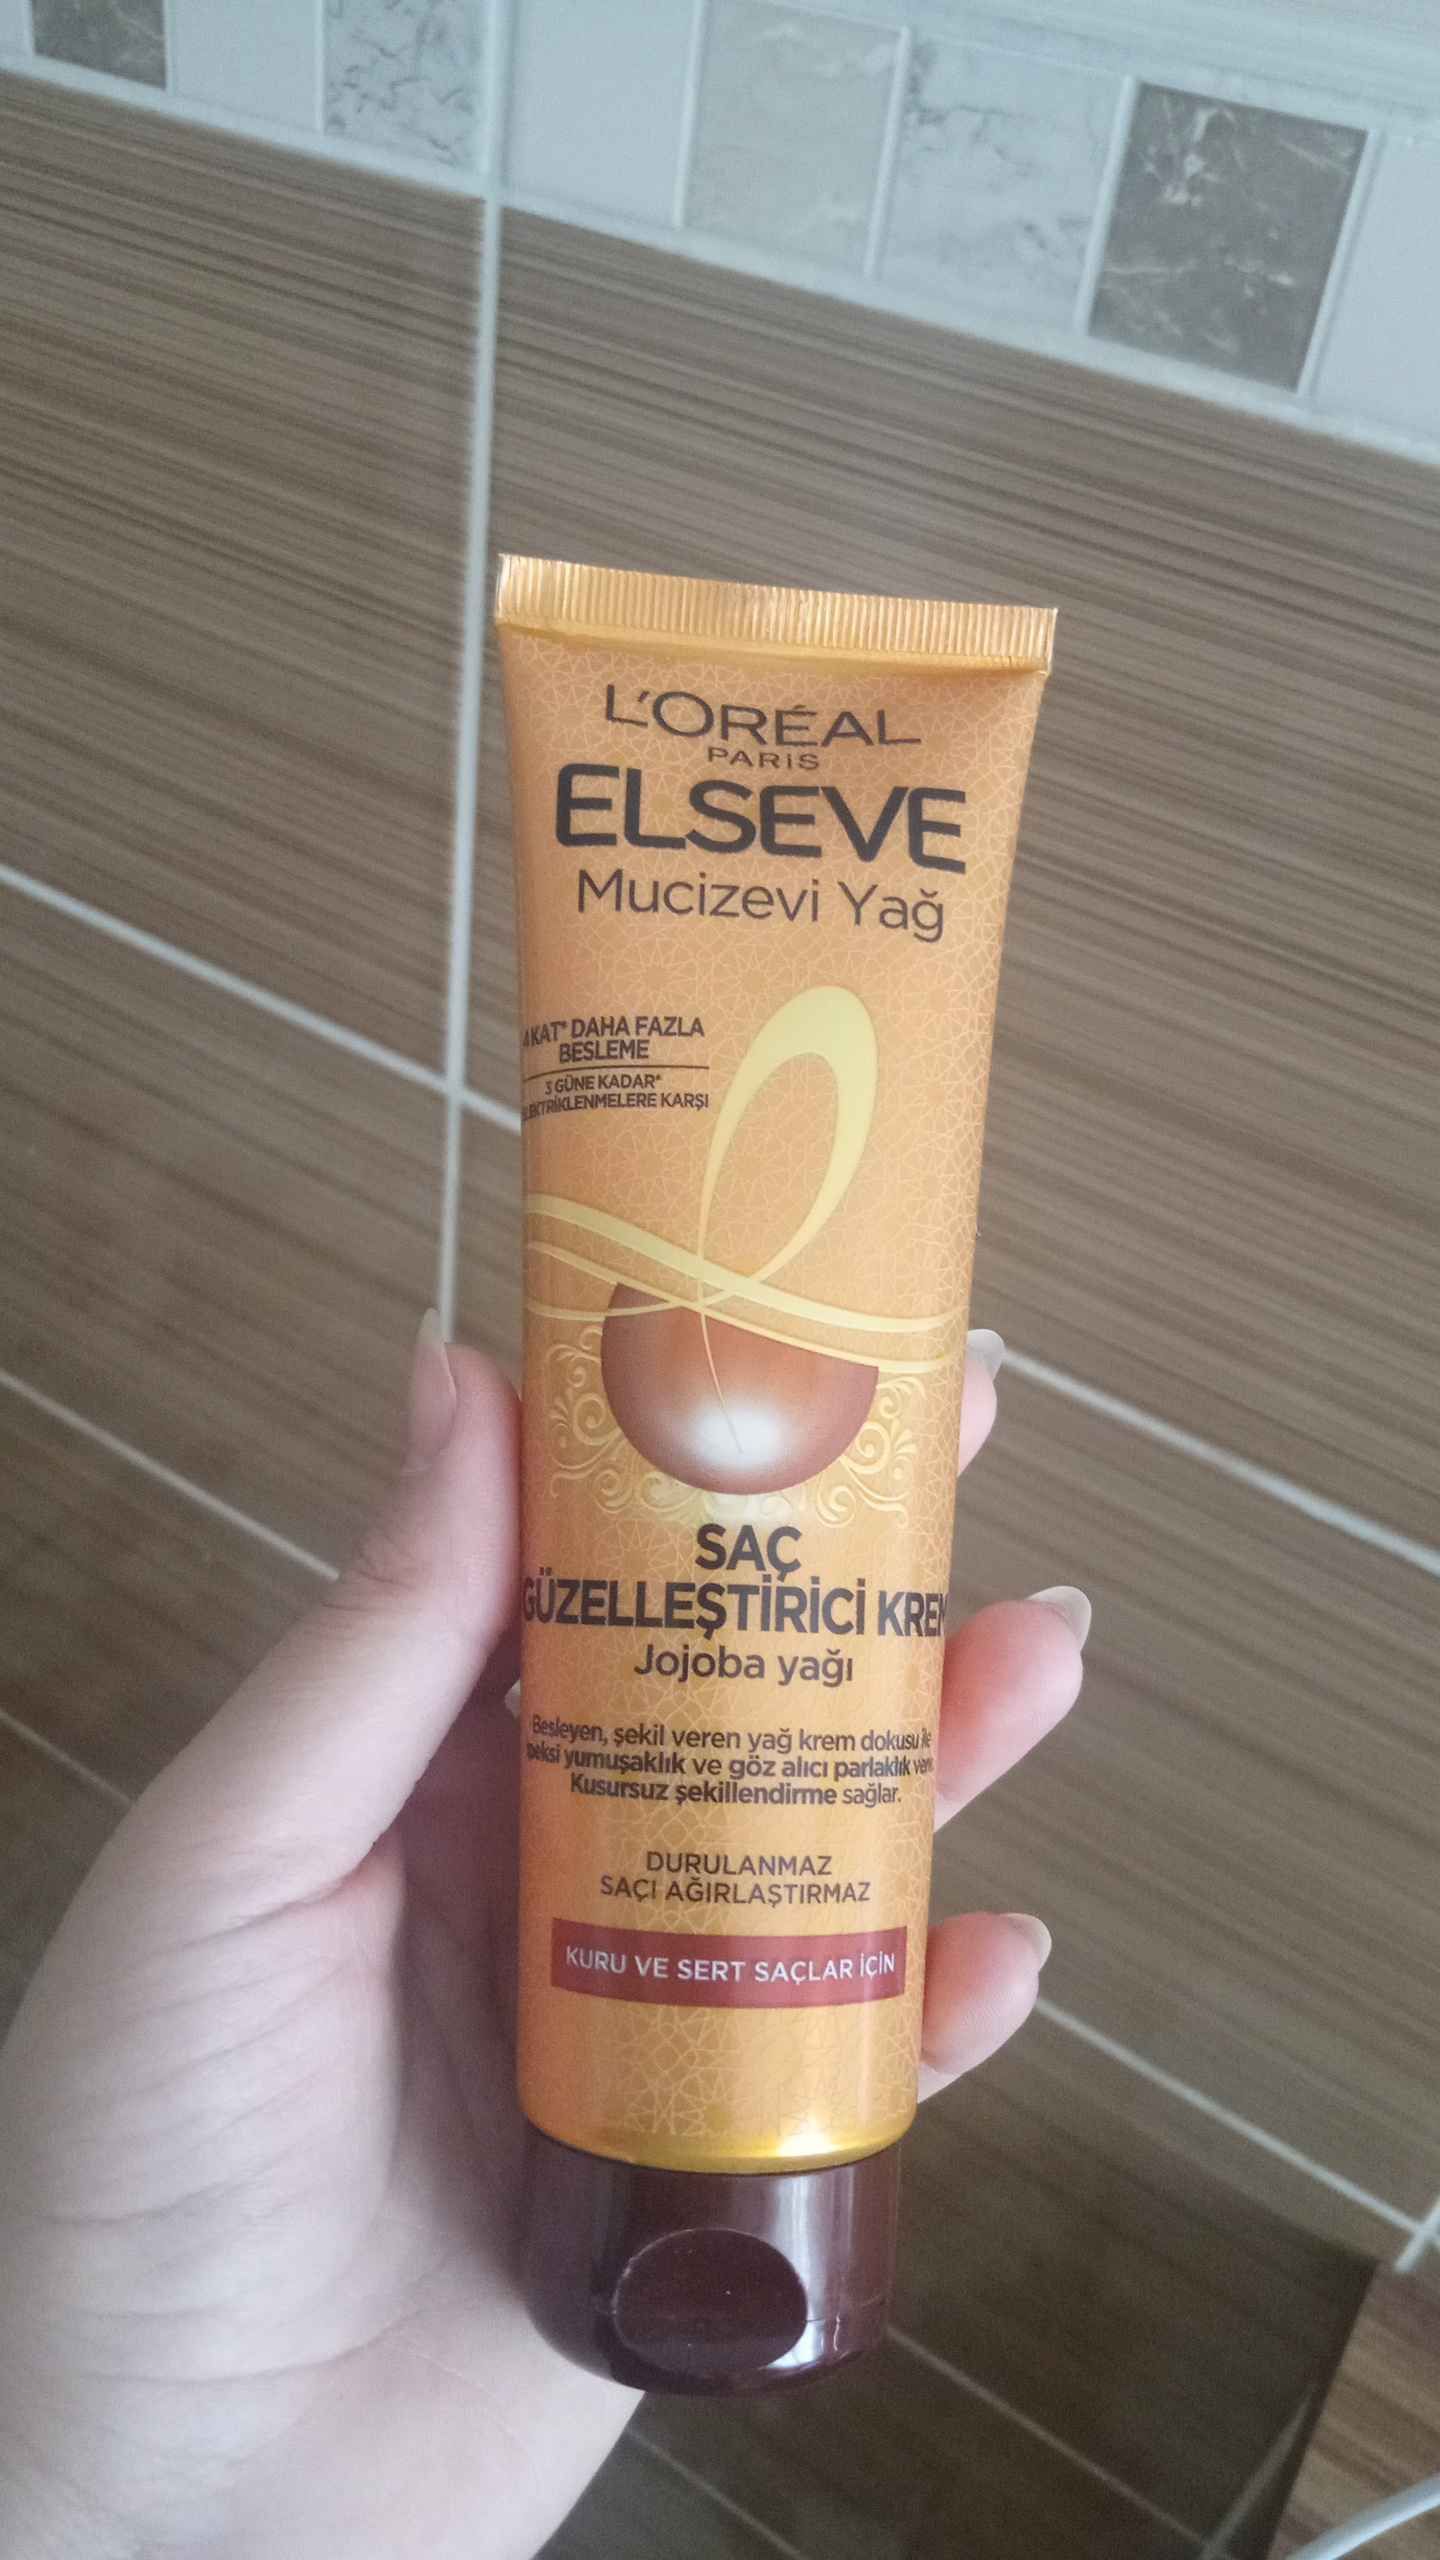 L'ORÉAL
PARIS
ELSEVE
Mucizevi Yağ
4 KAT* DAHA FAZLA
BESLEME
3 GÜNE KADAR*
ELEKTRİKLENMELERE KARŞI
SAÇ
GÜZELLEŞTİRİCİ KREM
Jojoba yağı
Besleyen, şekil veren yağ krem dokusu ile
ipeksi yumuşaklık ve göz alıcı parlaklık verir.
Kusursuz şekillendirme sağlar.
DURULANMAZ
SAÇI AĞIRLAŞTIRMAZ
KURU VE SERT SAÇLAR İÇİN